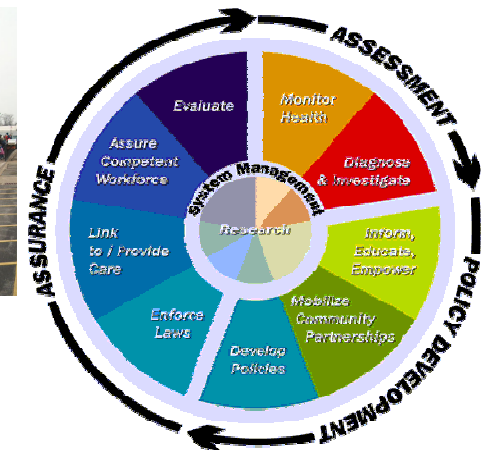 ASSESSMENT
POLICY DEVELOPMENT
ASSURANCE
Monitor
Health
Diagnose
& Investigate
Inform,
Educate,
Empower
Mobilize
Community
Partnerships
Develop
Policies
Enforce
Laws
Link
to / Provide
Care
Assure
Competent
Workforce
Evaluate
System Management
Research